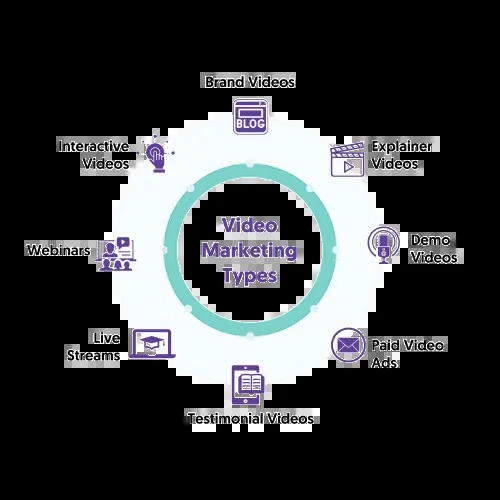 Brand Videos
BLOG
Explainer
Videos
Demo
Videos
Paid Video
Ads
Testimonial Videos
Live
Streams
Webinars
Interactive
Videos
Video
Marketing
Types